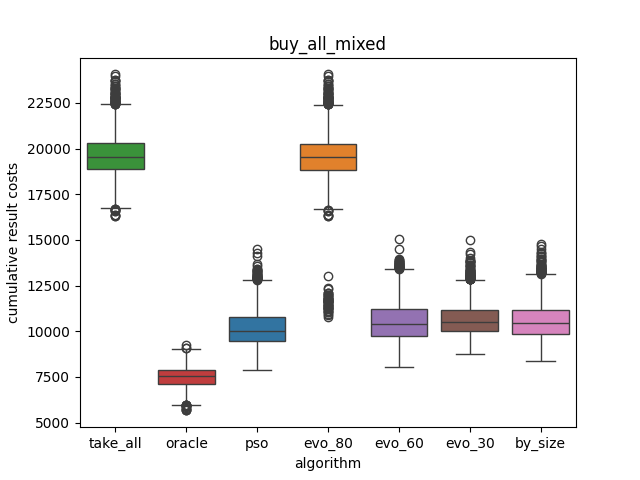 buy_all_mixed
cumulative result costs
22500
20000
17500
15000
12500
10000
7500
5000
take_all oracle pso evo_80 evo_60 evo_30 by_size
algorithm